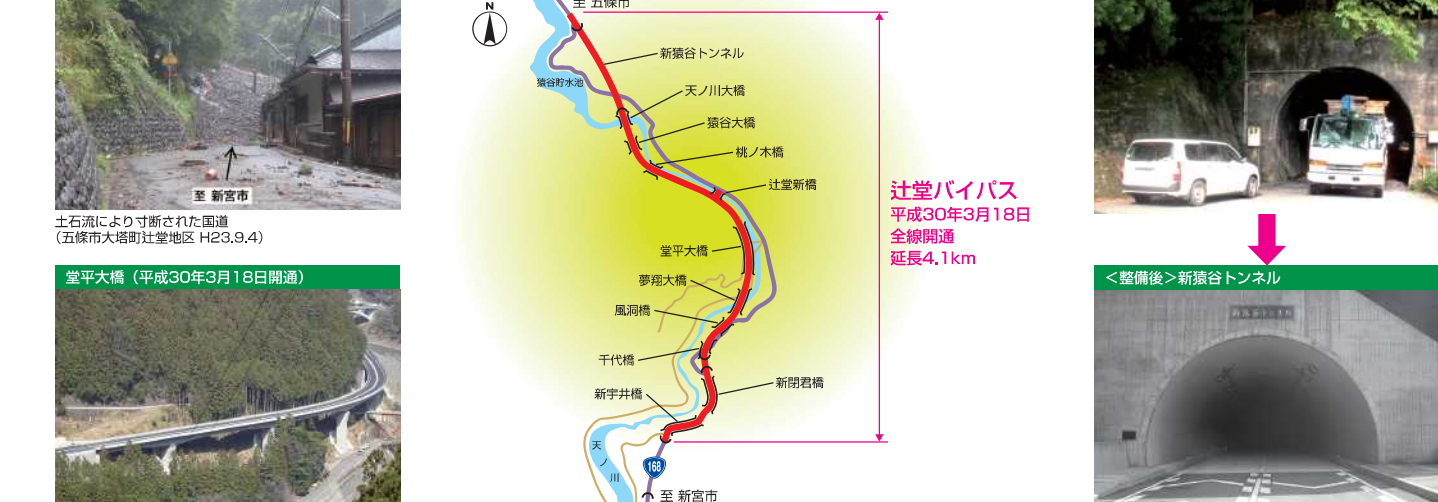 至 新宮市
土石流により寸断された国道
(五條市大塔町辻堂地区 H23.9.4)
堂平大橋(平成30年3月18日開通)
N
至 五條市
新猿谷トンネル
猿谷貯水池
天ノ川大橋
猿谷大橋
桃ノ木橋
辻堂新橋
堂平大橋
夢翔大橋
風洞橋
千代橋
新閉君橋
新宇井橋
天ノ川
168
至 新宮市
辻堂バイパス
平成30年3月18日
全線開通
延長4.1km
<整備後>新猿谷トンネル
新猿谷トンネル